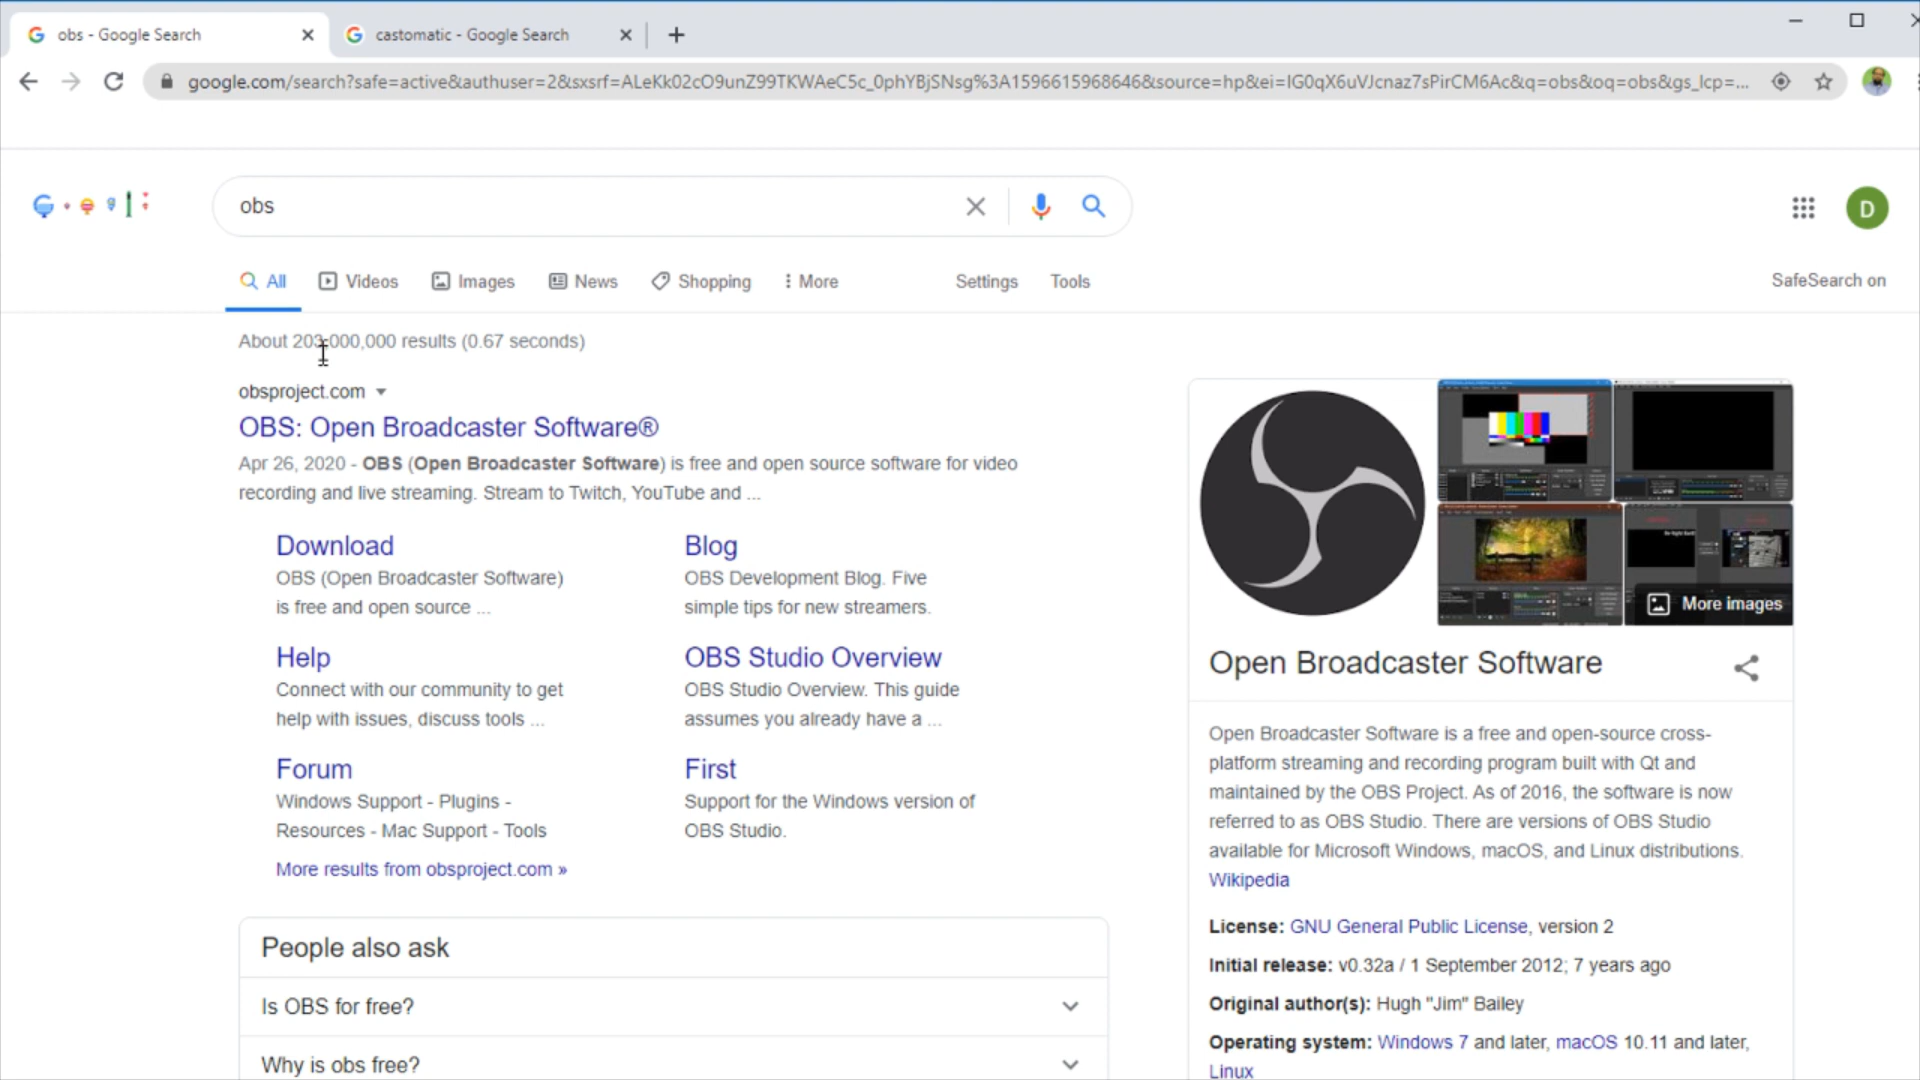 obs - Google Search
castomatic - Google Search
google.com/search?safe=active&authuser=2&sxsrf=ALeKk02cO9unZ99TKWAeC5c_0phYBjSNsg%3A1596615968646&source=hp&ei=IG0qX6uVJcnaz7sPirCM6Ac&q=obs&oq=obs&gs_lcp=...
obs
D
All
Videos
Images
News
Shopping
More
Settings
Tools
SafeSearch on
About 203,000,000 results (0.67 seconds)
obsproject.com
OBS: Open Broadcaster Software®
Apr 26, 2020 - OBS (Open Broadcaster Software) is free and open source software for video
recording and live streaming. Stream to Twitch, YouTube and ...
Download
OBS (Open Broadcaster Software)
is free and open source ...
Blog
OBS Development Blog. Five
simple tips for new streamers.
Help
Connect with our community to get
help with issues, discuss tools ...
OBS Studio Overview
OBS Studio Overview. This guide
assumes you already have a ...
Forum
Windows Support - Plugins -
Resources - Mac Support - Tools
First
Support for the Windows version of
OBS Studio.
More results from obsproject.com »
People also ask
Is OBS for free?
Why is obs free?
More images
Open Broadcaster Software
Open Broadcaster Software is a free and open-source cross-
platform streaming and recording program built with Qt and
maintained by the OBS Project. As of 2016, the software is now
referred to as OBS Studio. There are versions of OBS Studio
available for Microsoft Windows, macOS, and Linux distributions.
Wikipedia
License: GNU General Public License, version 2
Initial release: v0.32a / 1 September 2012; 7 years ago
Original author(s): Hugh "Jim" Bailey
Operating system: Windows 7 and later, macOS 10.11 and later,
Linux